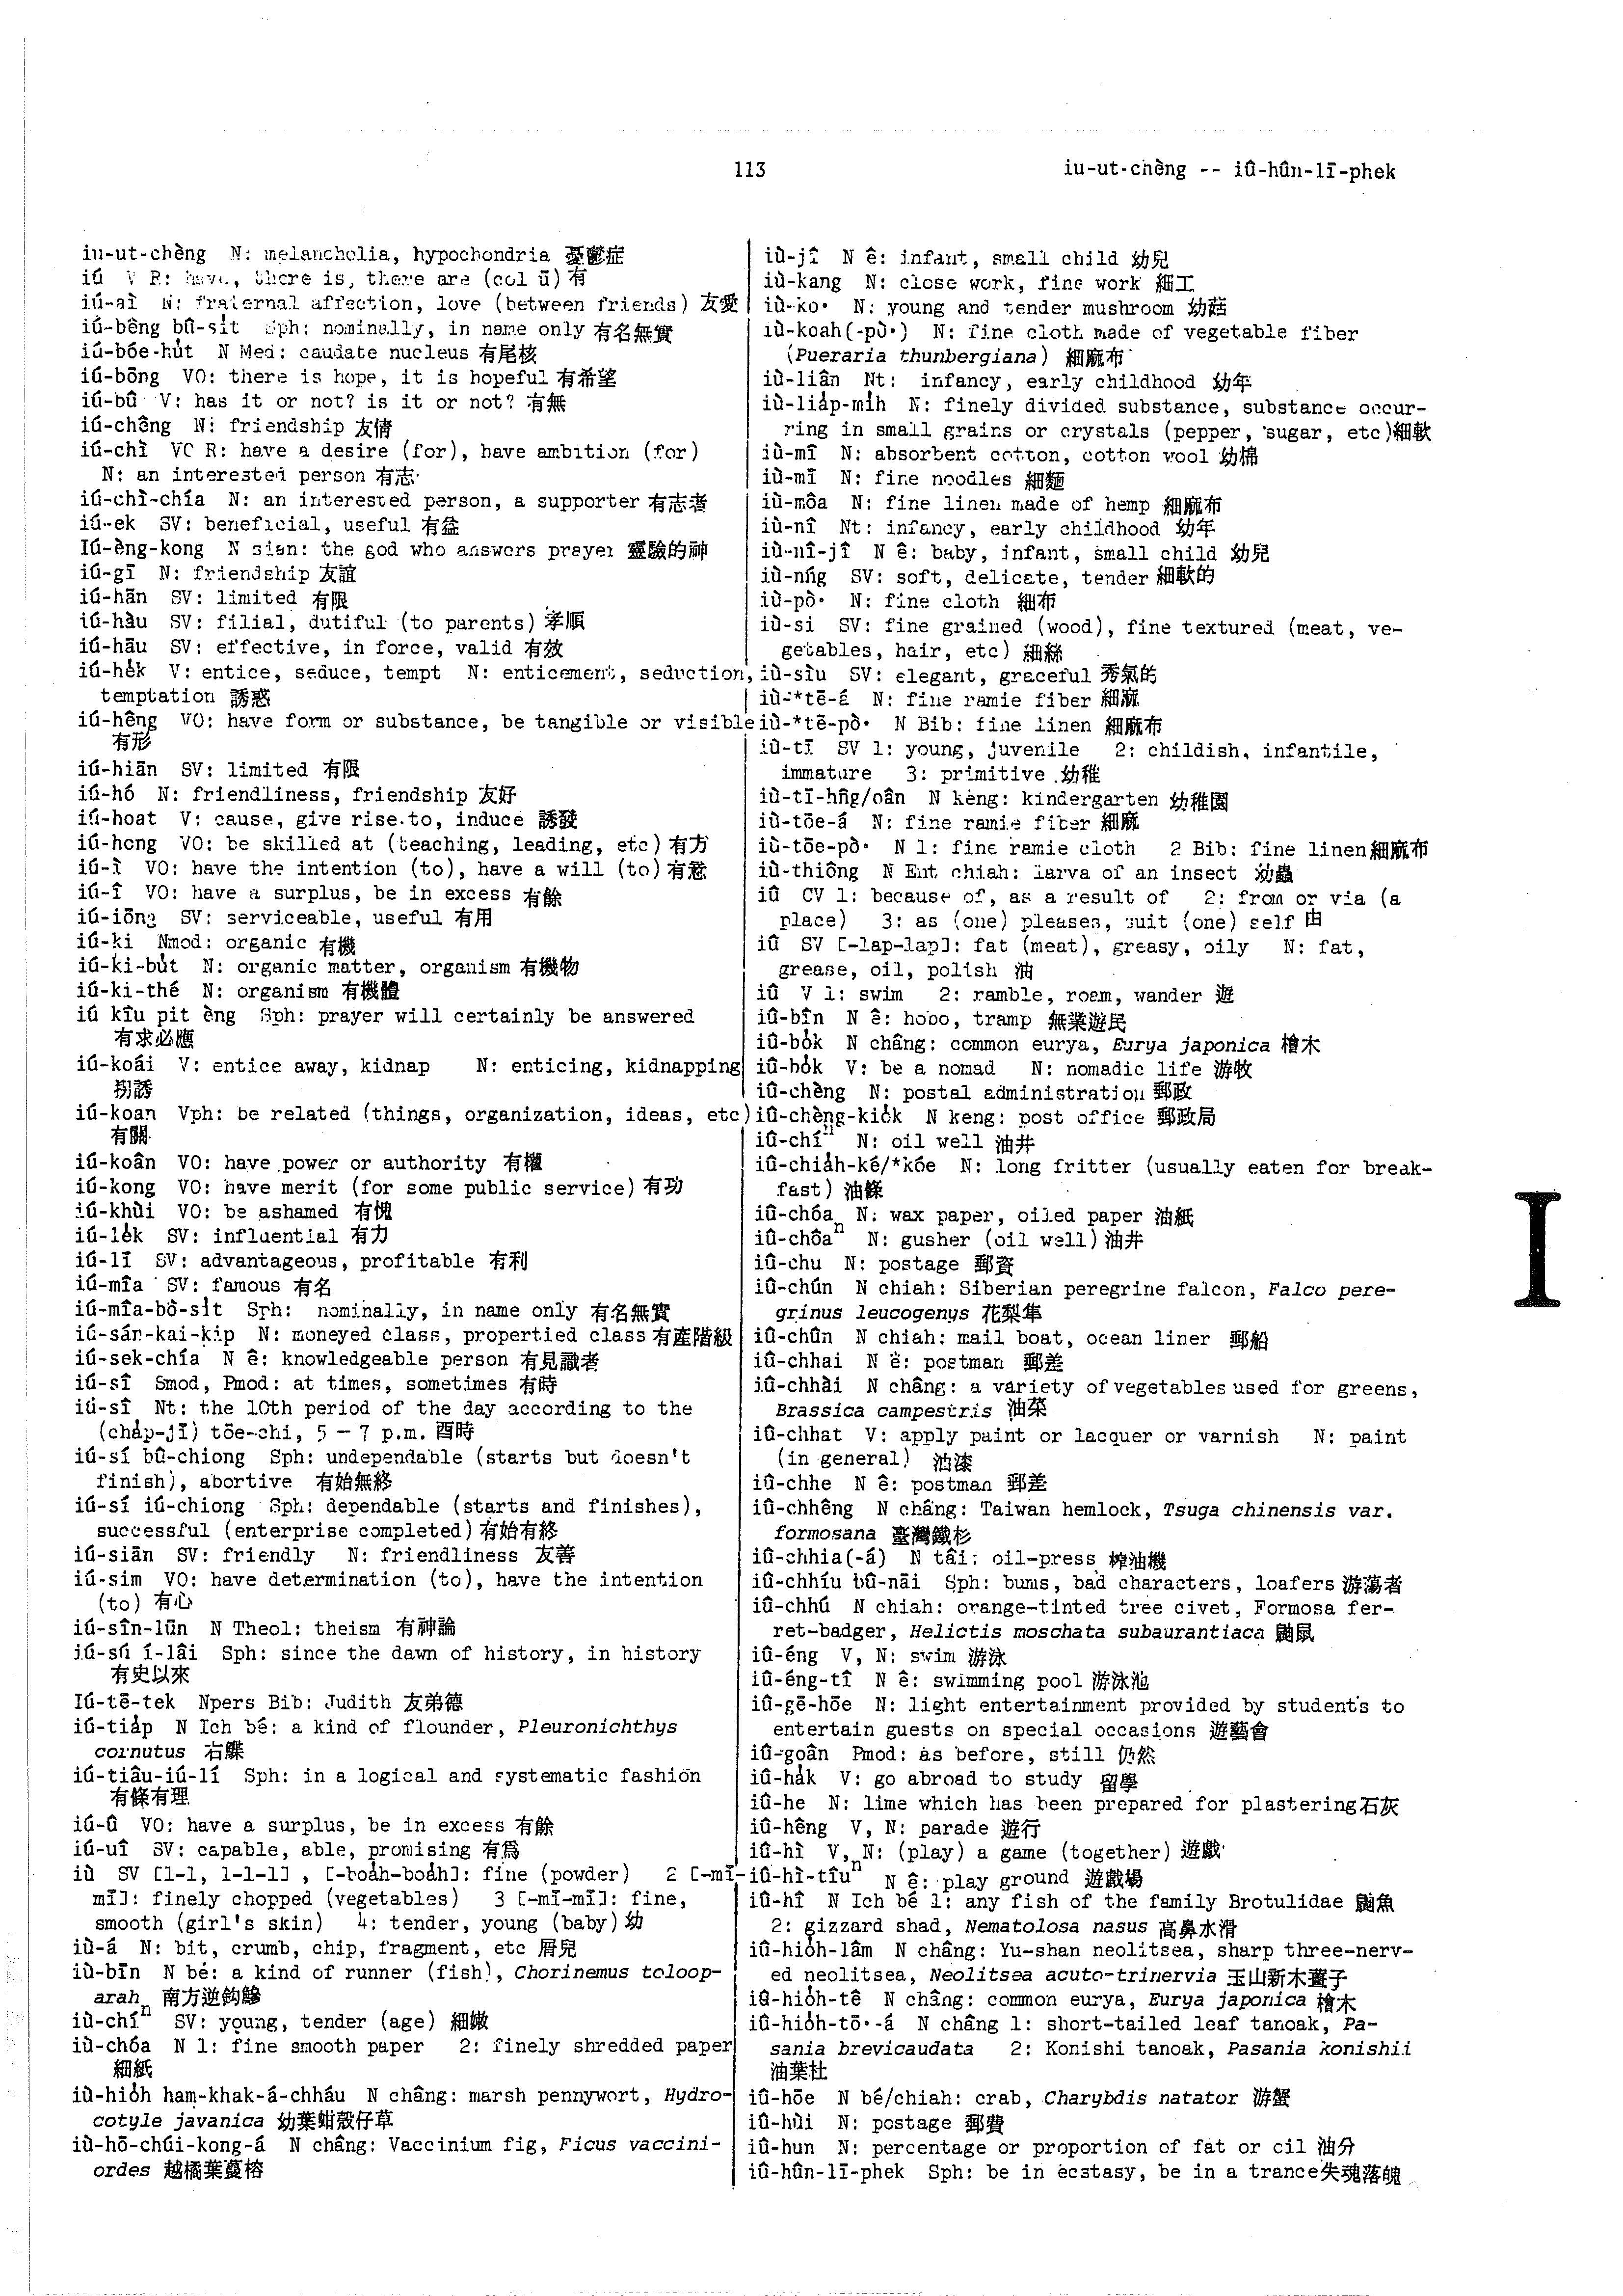 113
iu-ut-chèng -- iû-hûn-lī-phek
iu-ut-chèng N: melancholia, hypochondria 憂鬱症
iú V R: have, there is, there are (col ū) 有
iú-aì N: fraternal affection, love (between friends) 友愛
iú-bêng bû-si̍t Sph: nominally, in name only 有名無實
iú-bóe-hu̍t N Med: caudate nucleus 有尾核
iú-bōng VO: there is hope, it is hopeful 有希望
iú-bû V: has it or not? is it or not? 有無
iú-chêng N: friendship 友情
iú-chì VO R: have a desire (for), have ambition (for)
N: an interested person 有志
iú-chì-chía N: an interested person, a supporter 有志者
iú-ek SV: beneficial, useful 有益
Iú-èng-kong N sian: the god who answers prayer 靈驗的神
iú-gī N: friendship 友誼
iú-hān SV: limited 有限
iú-hàu SV: filial, dutiful (to parents) 孝順
iú-hāu SV: effective, in force, valid 有效
iú-he̍k V: entice, seduce, tempt N: enticement, seduction,
temptation 誘惑
iú-hêng VO: have form or substance, be tangible or visible
有形
iú-hiān SV: limited 有限
iú-hó N: friendliness, friendship 友好
iú-hoat V: cause, give rise to, induce 誘發
iú-hong VO: be skilled at (teaching, leading, etc) 有方
iú-ì VO: have the intention (to), have a will (to) 有意
iú-î VO: have a surplus, be in excess 有餘
iú-iōng SV: serviceable, useful 有用
iú-ki Nmod: organic 有機
iú-ki-bu̍t N: organic matter, organism 有機物
iú-ki-thé N: organism 有機體
iú kîu pit èng Sph: prayer will certainly be answered
有求必應
iú-koái V: entice away, kidnap N: enticing, kidnapping
拐誘
iú-koan Vph: be related (things, organization, ideas, etc)
有關
iú-koân VO: have power or authority 有權
iú-kong VO: have merit (for some public service) 有功
iú-khùi VO: be ashamed 有愧
iú-le̍k SV: influential 有力
iú-lī SV: advantageous, profitable 有利
iú-mîa SV: famous 有名
iú-mîa-bô-si̍t Sph: nominally, in name only 有名無實
iú-sán-kai-kip N: moneyed class, propertied class 有產階級
iú-sek-chía N ê: knowledgeable person 有見識者
iú-sî Smod, Pmod: at times, sometimes 有時
iú-sî Nt: the 10th period of the day according to the
(cha̍p-jī) tōe-chi, 5 – 7 p.m. 酉時
iú-sí bû-chiong Sph: undependable (starts but doesn't
finish), abortive 有始無終
iú-sí iú-chiong Sph: dependable (starts and finishes),
successful (enterprise completed) 有始有終
iú-siān SV: friendly N: friendliness 友善
iú-sim VO: have determination (to), have the intention
(to) 有心
iú-sîn-lūn N Theol: theism 有神論
iú-sú í-lâi Sph: since the dawn of history, in history
有史以來
Iú-tē-tek Npers Bib: Judith 友弟德
iú-tia̍p N Ich bé: a kind of flounder, Pleuronichthys
cornutus 右鰈
iú-tiâu-iú-lí Sph: in a logical and systematic fashion
有條有理
iú-û VO: have a surplus, be in excess 有餘
iú-uî SV: capable, able, promising 有為
iù SV [1-1, 1-1-1] , [-boa̍h-boa̍h]: fine (powder) 2 [-mī-
mī]: finely chopped (vegetables) 3 [-mī-mī]: fine,
smooth (girl's skin) 4: tender, young (baby) 幼
iù-á N: bit, crumb, chip, fragment, etc 屑兒
iù-bīn N bé: a kind of runner (fish), Chorinemus toloop-
arah 南方逆鈎鰺
iù-chíⁿ SV: young, tender (age) 細嫩
iù-chóa N 1: fine smooth paper 2: finely shredded paper
細紙
iù-hio̍h ham-khak-á-chháu N châng: marsh pennywort, Hydro-
cotyle javanica 幼葉蚶殼仔草
iù-hō-chúi-kong-á N châng: Vaccinium fig, Ficus vaccini-
ordes 越橘葉蔓榕
iù-jî N ê: infant, small child 幼兒
iù-kang N: close work, fine work 細工
iù-ko͘ N: young and tender mushroom 幼菇
iù-koah(-pò͘) N: fine cloth made of vegetable fiber
(Pueraria thunbergiana) 細麻布
iù-liân Nt: infancy, early childhood 幼年
iù-lia̍p-mi̍h N: finely divided substance, substance occur-
ring in small grains or crystals (pepper, sugar, etc)細軟
iù-mî N: absorbent cotton, cotton wool 幼棉
iù-mī N: fine noodles 細麵
iù-môa N: fine linen made of hemp 細麻布
iù-nî Nt: infancy, early childhood 幼年
iù-nî-jî N ê: baby, infant, small child 幼兒
iù-nńg SV: soft, delicate, tender 細軟的
iù-pò͘ N: fine cloth 細布
iù-si SV: fine grained (wood), fine textured (meat, ve-
getables, hair, etc) 細絲
iù-sìu SV: elegant, graceful 秀氣的
iù-*tē-á N: fine ramie fiber 細麻
iù-*tē-pò͘ N Bib: fine linen 細麻布
iù-tī SV 1: young, juvenile 2: childish, infantile,
immature 3: primitive 幼稚
iù-tī-hn̂g/oân N keng: kindergarten 幼稚園
iù-tōe-á N: fine ramie fiber 細麻
iù-tōe-pò͘ N 1: fine ramie cloth 2 Bib: fine linen 細麻布
iù-thiông N Ent chiah: larva of an insect 幼蟲
iû CV 1: because of, as a result of 2: from or via (a
place) 3: as (one) pleases, suit (one) self 由
iû SV [-lap-lap]: fat (meat), greasy, oily N: fat,
grease, oil, polish 油
iû V 1: swim 2: ramble, roam, wander 遊
iû-bîn N ê: hobo, tramp 無業遊民
iû-bo̍k N châng: common eurya, Eurya japonica 檜木
iû-bo̍k V: be a nomad N: nomadic life 游牧
iû-chèng N: postal administration 郵政
iû-chèng-kio̍k N keng: post office 郵政局
iû-chíⁿ N: oil well 油井
iû-chia̍h-ké/*kóe N: long fritter (usually eaten for break-
fast) 油條
iû-chóa N: wax paper, oiled paper 油紙
iû-chôaⁿ N: gusher (oil well) 油井
iû-chu N: postage 郵資
iû-chún N chiah: Siberian peregrine falcon, Falco pere-
grinus leucogenys 花梨隼
iû-chûn N chiah: mail boat, ocean liner 郵船
iû-chhai N ê: postman 郵差
iû-chhài N châng: a variety of vegetables used for greens,
Brassica campestris 油菜
iû-chhat V: apply paint or lacquer or varnish N: paint
(in general) 油漆
iû-chhe N ê: postman 郵差
iû-chhêng N châng: Taiwan hemlock, Tsuga chinensis var.
formosana 臺灣鐵杉
iû-chhia(-á) N tâi: oil-press 榨油機
iû-chhíu bû-nāi Sph: bums, bad characters, loafers 游蕩者
iû-chhú N chiah: orange-tinted tree civet, Formosa fer-
ret-badger, Helictis moschata subaurantiaca 鼬鼠
iû-éng V, N: swim 游泳
iû-éng-tî N ê: swimming pool 游泳池
iû-gē-hōe N: light entertainment provided by students to
entertain guests on special occasions 遊藝會
iû-goân Pmod: as before, still 仍然
iû-ha̍k V: go abroad to study 留學
iû-he N: lime which has been prepared for plastering 石灰
iû-hêng V, N: parade 遊行
iû-hì V, N: (play) a game (together) 遊戲
iû-hì-tîuⁿ N ê: play ground 遊戲場
iû-hî N Ich bé 1: any fish of the family Brotulidae 鼬魚
2: gizzard shad, Nematolosa nasus 高鼻水滑
iû-hio̍h-lâm N châng: Yu-shan neolitsea, sharp three-nerv-
ed neolitsea, Neolitsea acuto-trinervia 玉山新木薑子
iû-hio̍h-tê N châng: common eurya, Eurya japonica 檜木
iû-hio̍h-tō͘-á N châng 1: short-tailed leaf tanoak, Pa-
sania brevicaudata 2: Konishi tanoak, Pasania konishii
油葉杜
iû-hōe N bé/chiah: crab, Charybdis natator 游蟹
iû-hùi N: postage 郵費
iû-hun N: percentage or proportion of fat or oil 油分
iû-hûn-lī-phek Sph: be in ecstasy, be in a trance 失魂落魄
I